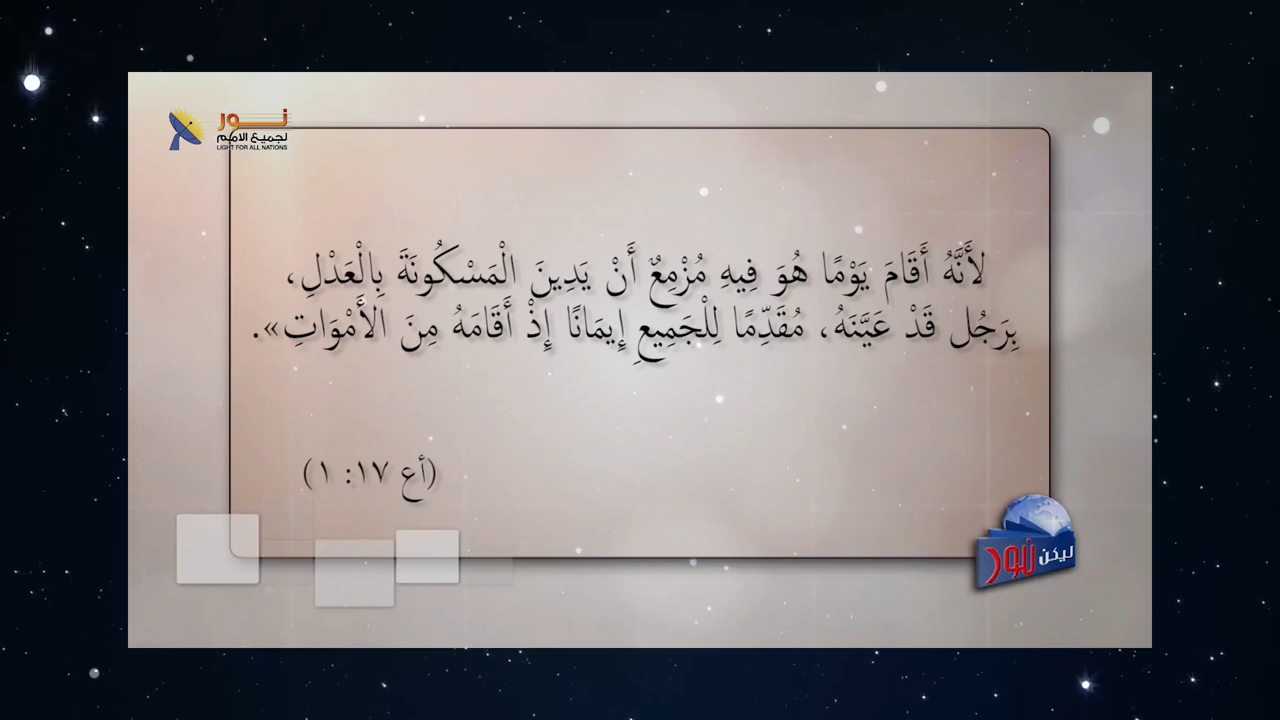 نور
لجميع الامم
LIGHT FOR ALL NATIONS
لأَنَّهُ أَقَامَ يَوْمًا هُوَ فِيهِ مُزْمِعٌ أَنْ يَدِينَ الْمَسْكُونَةَ بِالْعَدْلِ،
بِرَجُل قَدْ عَيَّنَهُ، مُقَدِّمًا لِلْجَمِيعِ إِيمَانًا إِذْ أَقَامَهُ مِنَ الأَمْوَاتِ».
(أع ١٧: ١)
ليكن نور